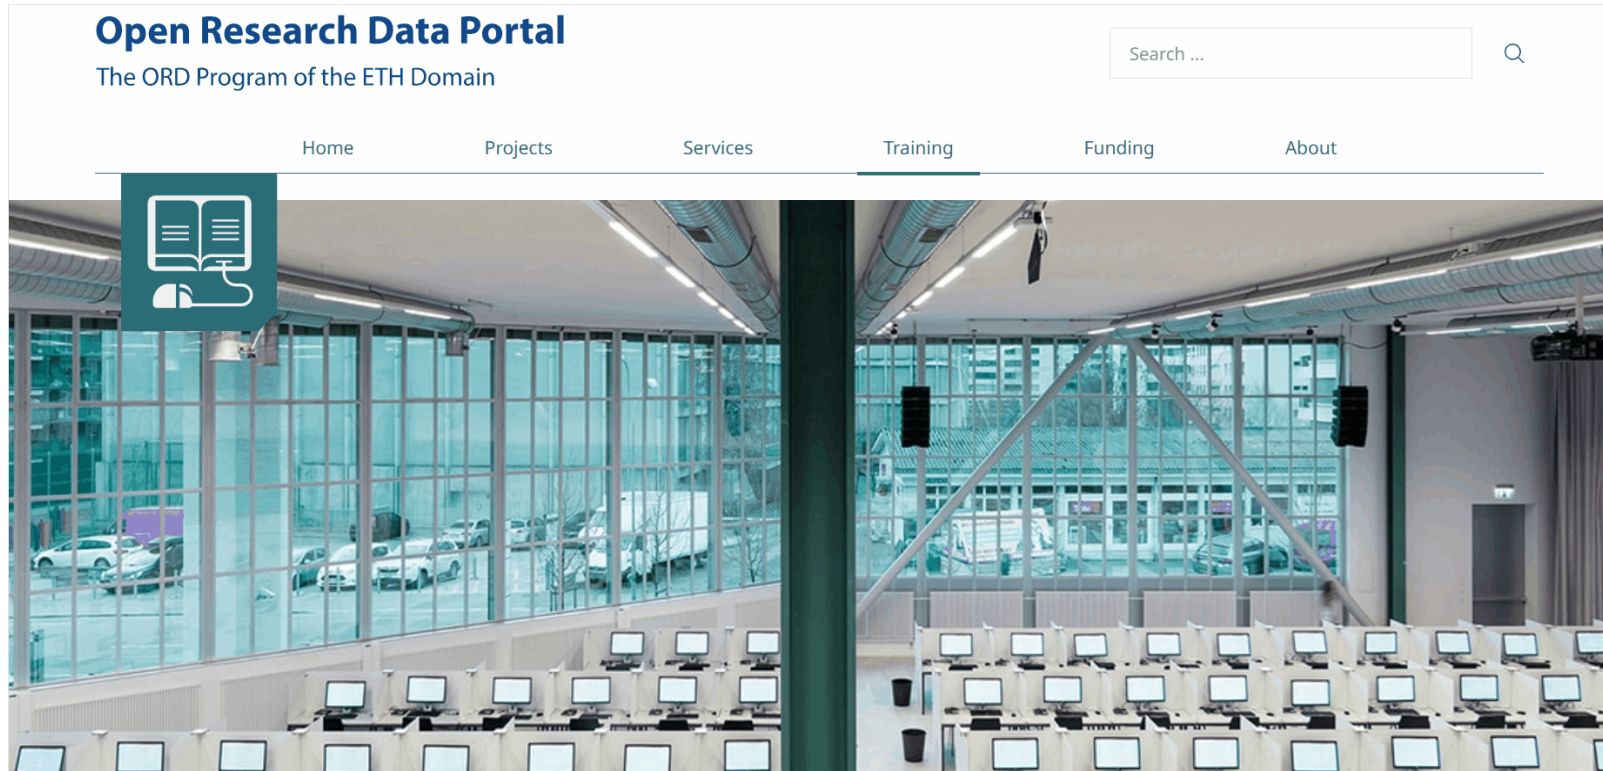 Open Research Data Portal
The ORD Program of the ETH Domain
Search ...
Home Projects Services Training Funding About